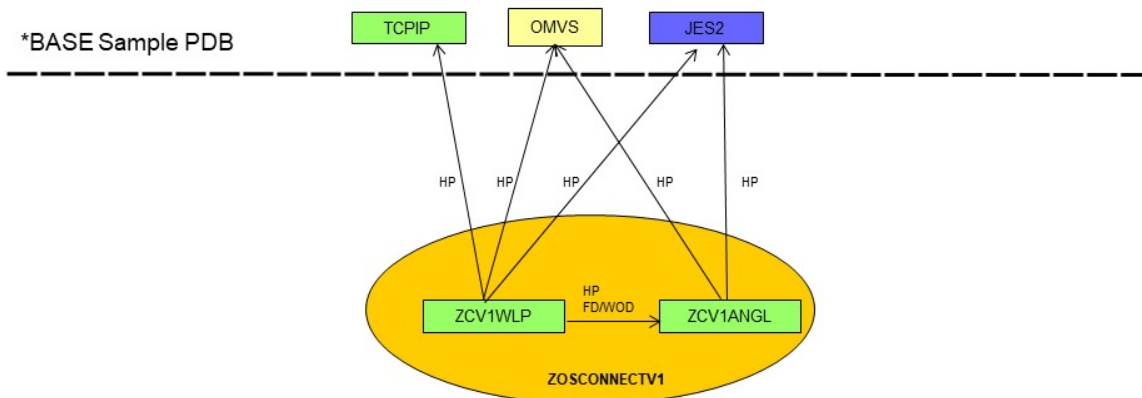 *BASE Sample PDB
TCPIP
OMVS
JES2
HP
HP
HP
HP
HP
HP
FD/WOD
ZCV1WLP
ZCV1ANGL
ZOSCONNECTV1